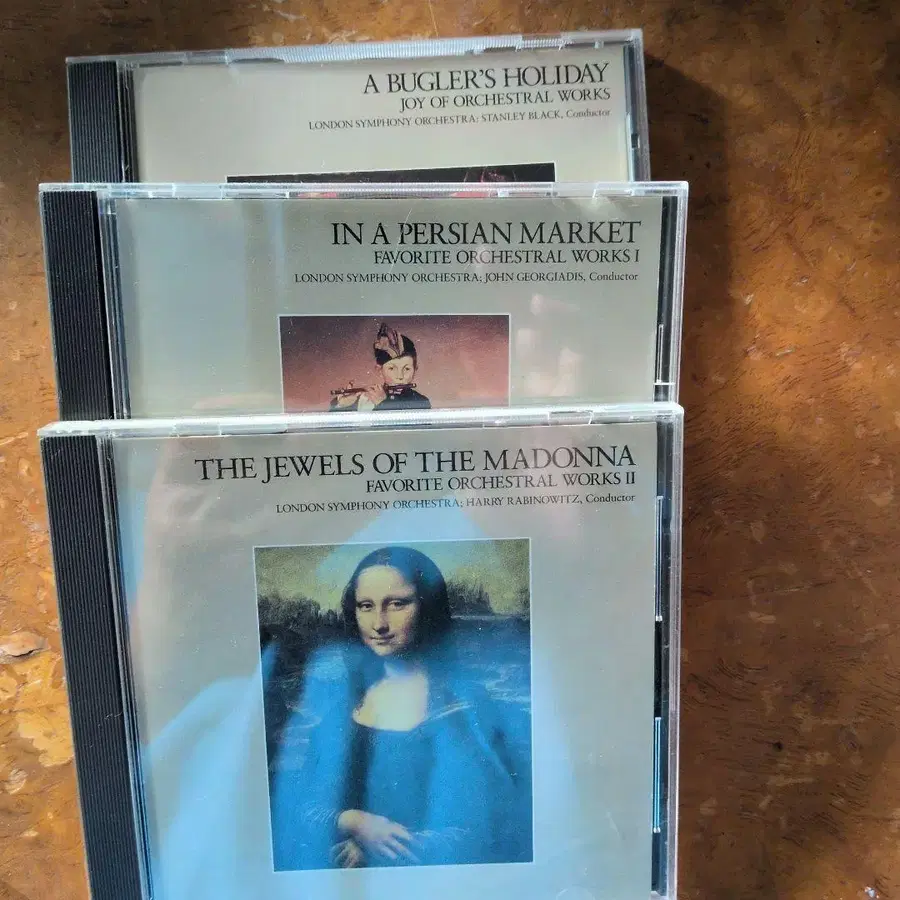 A BUGLER'S HOLIDAY
JOY OF ORCHESTRAL WORKS
LONDON SYMPHONY ORCHESTRA; STANLEY BLACK, Conductor
IN A PERSIAN MARKET
FAVORITE ORCHESTRAL WORKS I
LONDON SYMPHONY ORCHESTRA; JOHN GEORGIADIS, Conductor
THE JEWELS OF THE MADONNA
FAVORITE ORCHESTRAL WORKS II
LONDON SYMPHONY ORCHESTRA; HARRY RABINOWITZ, Conductor